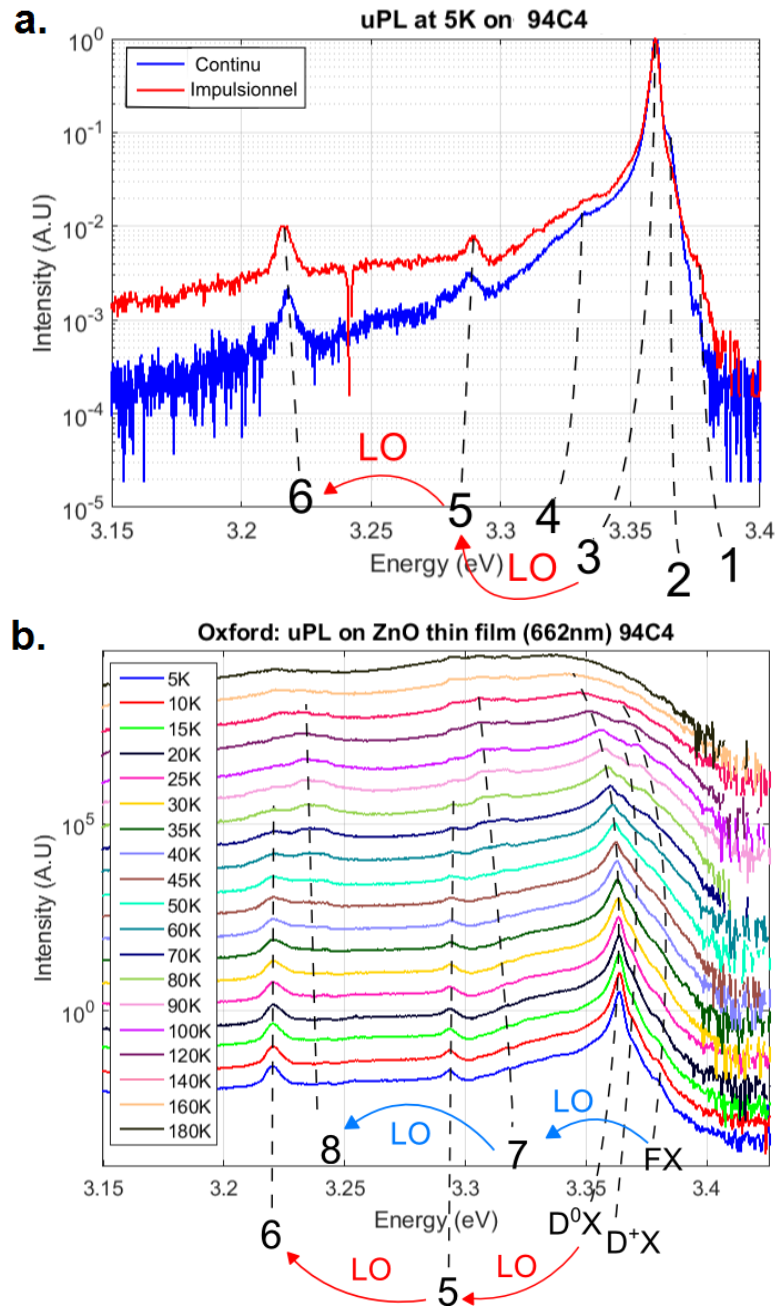 a.
uPL at 5K on 94C4
Continu
Impulsionnel
10^0
10^-1
10^-2
10^-3
10^-4
10^-5
Intensity (A.U)
3.15
3.2
3.25
3.3
3.35
3.4
Energy (eV)
LO
LO
6
5
4
3
2
1
b.
Oxford: uPL on ZnO thin film (662nm) 94C4
5K
10K
15K
20K
25K
30K
35K
40K
45K
50K
60K
70K
80K
90K
100K
120K
140K
160K
180K
10^5
10^0
Intensity (A.U)
LO
LO
8
7
FX
3.15
3.2
3.25
3.3
3.35
3.4
Energy (eV)
6
D^0X
D^+X
LO
LO
5